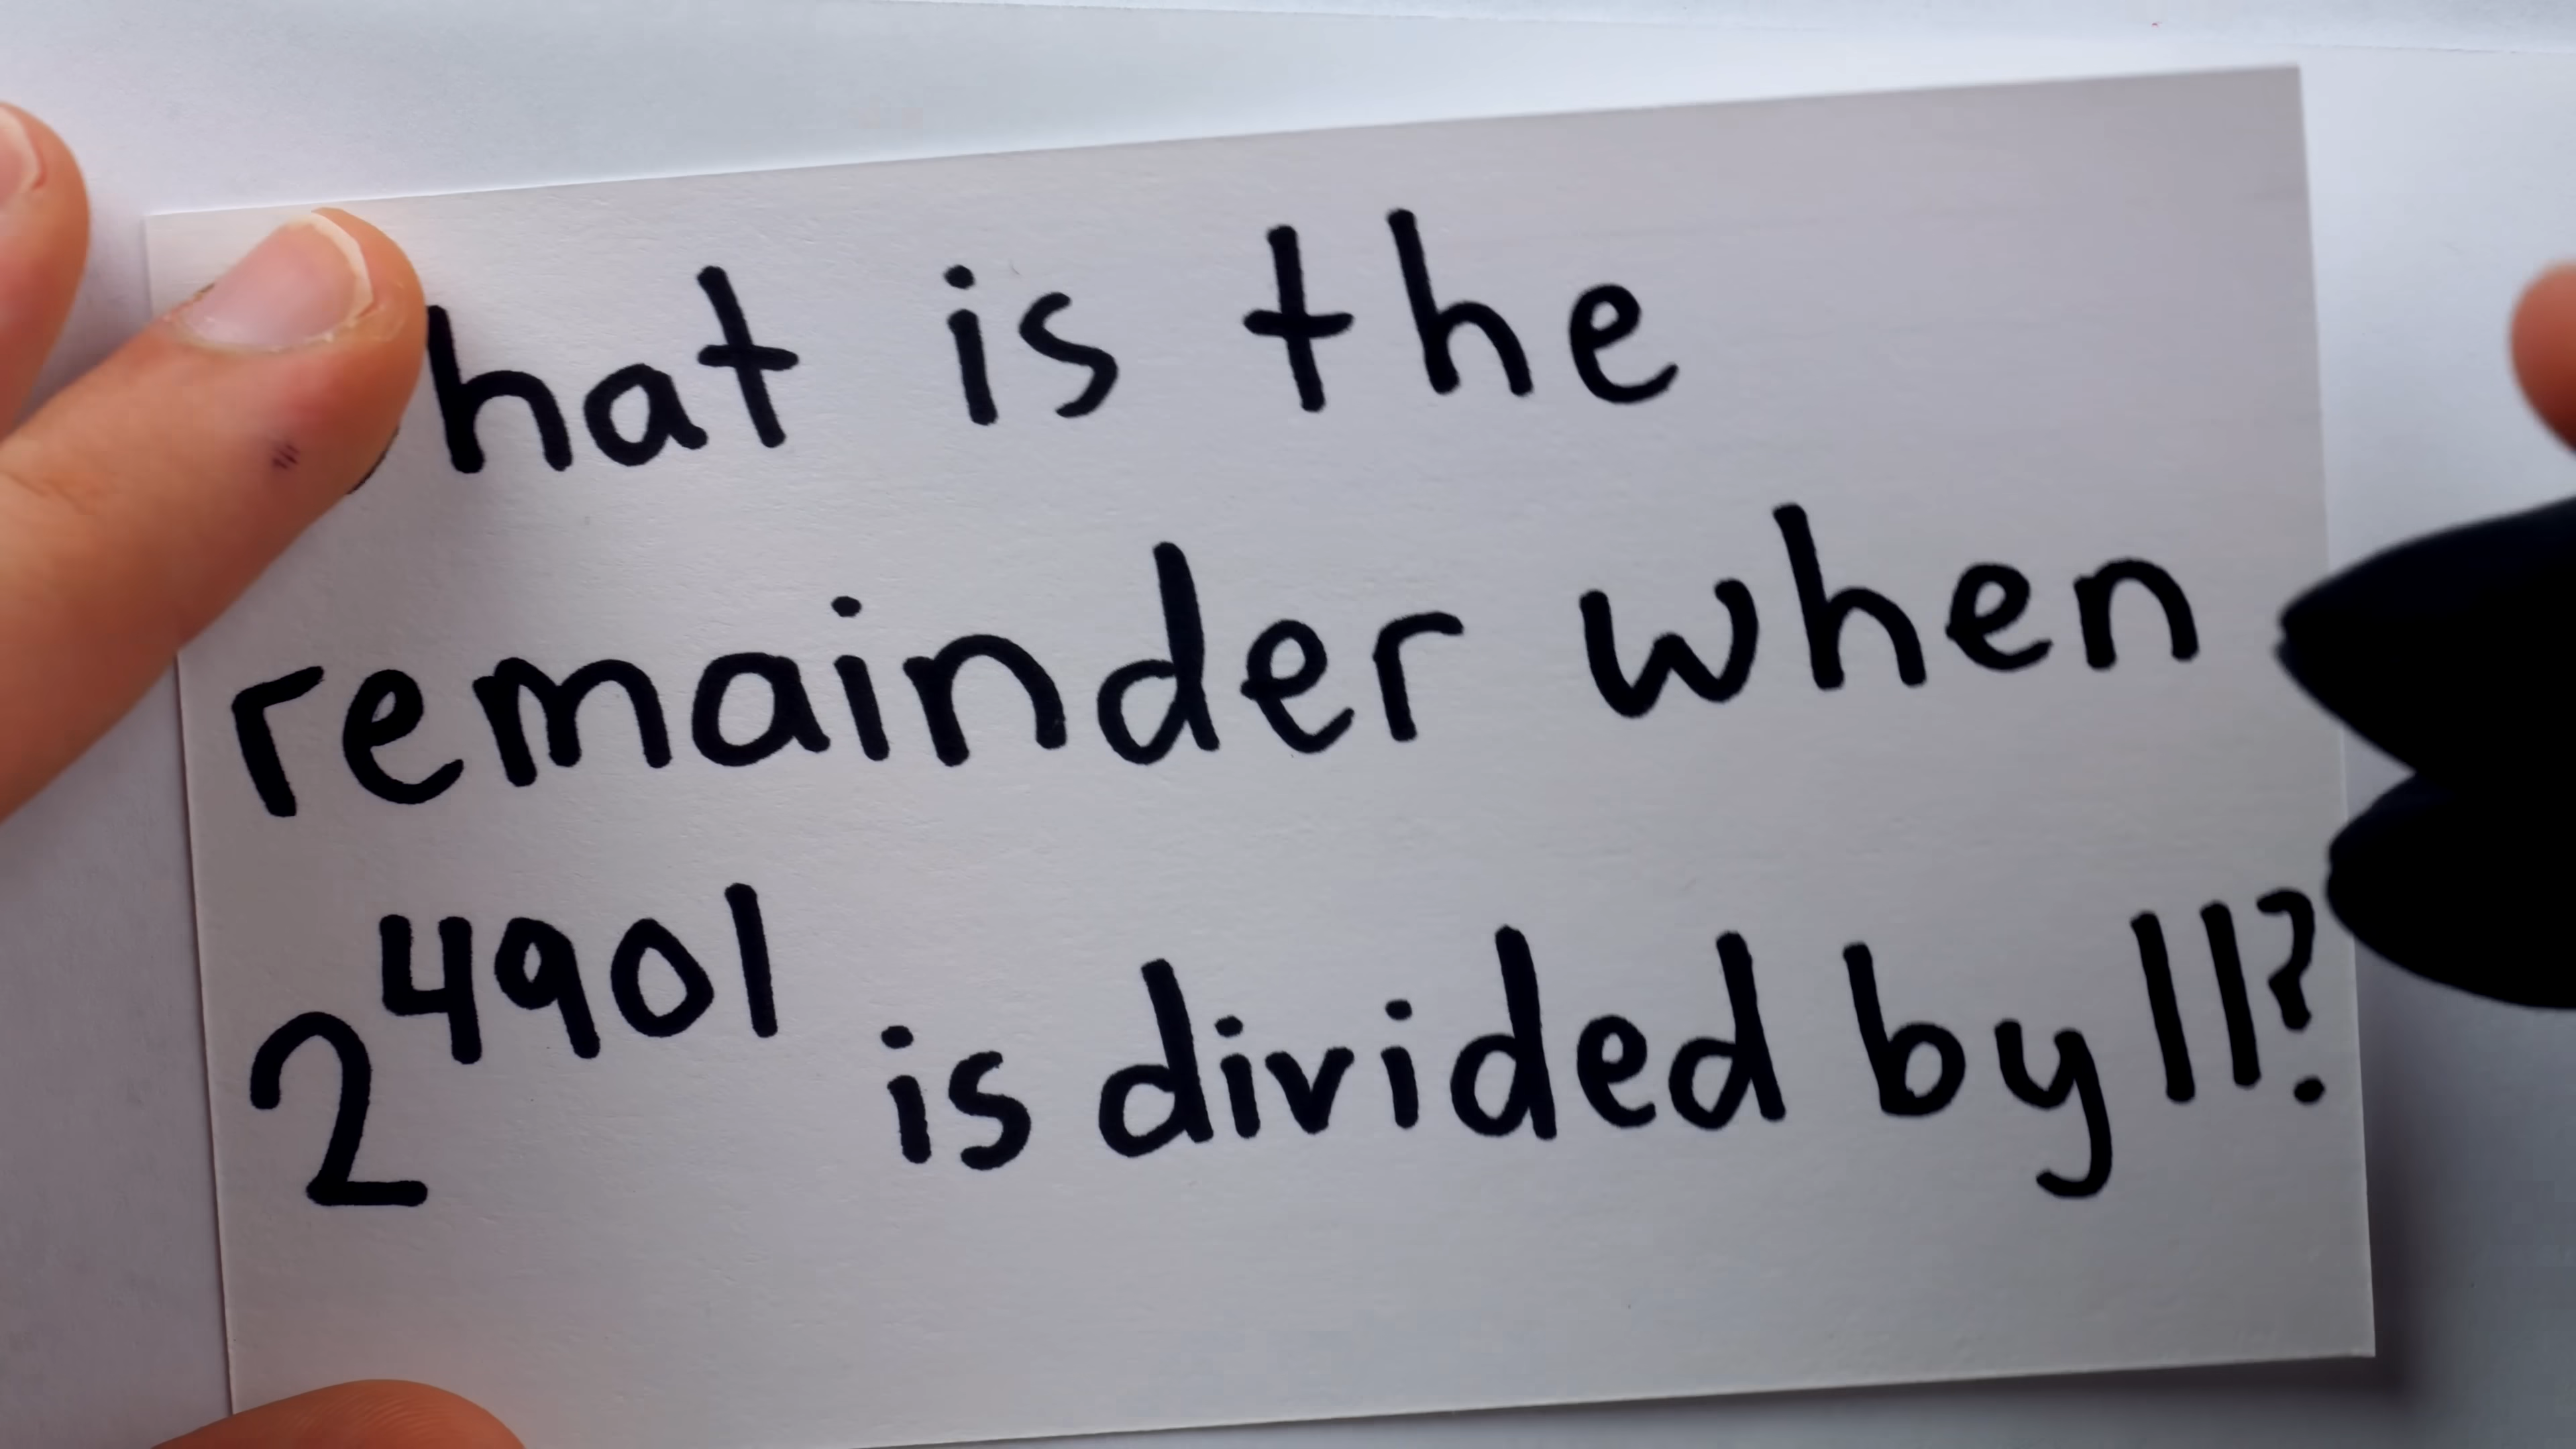 hat is the
remainder when
2⁴⁹⁰¹ is divided by 11?